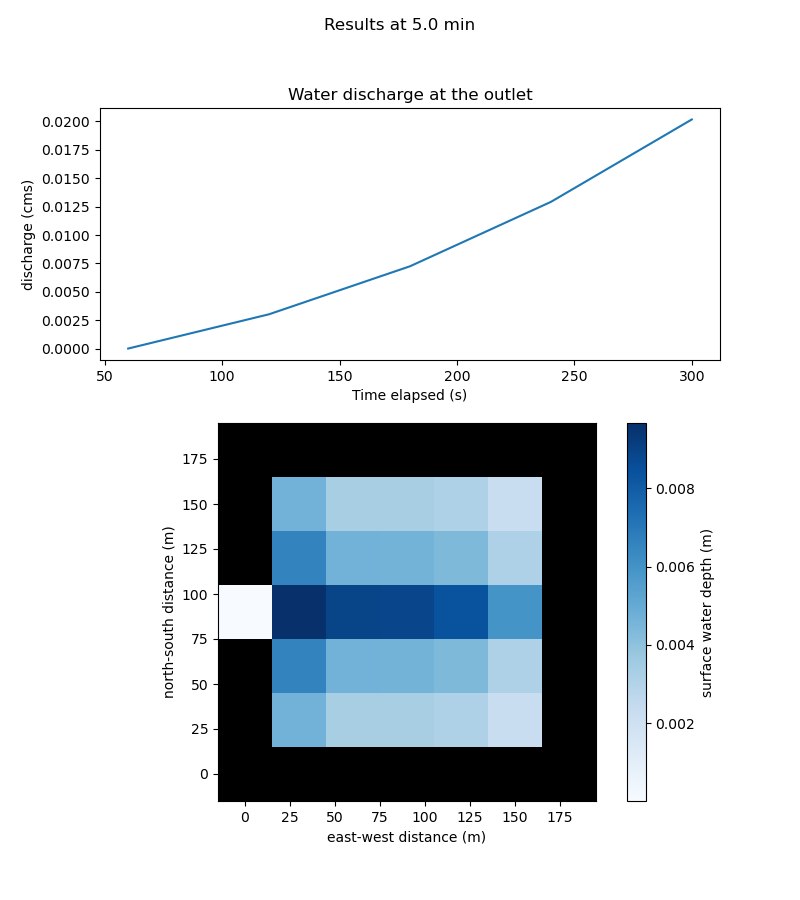 Results at 5.0 min
Water discharge at the outlet
discharge (cms)
0.0200
0.0175
0.0150
0.0125
0.0100
0.0075
0.0050
0.0025
0.0000
50 100 150 200 250 300
Time elapsed (s)
north-south distance (m)
175
150
125
100
75
50
25
0
0 25 50 75 100 125 150 175
east-west distance (m)
0.008
0.006
0.004
0.002
surface water depth (m)